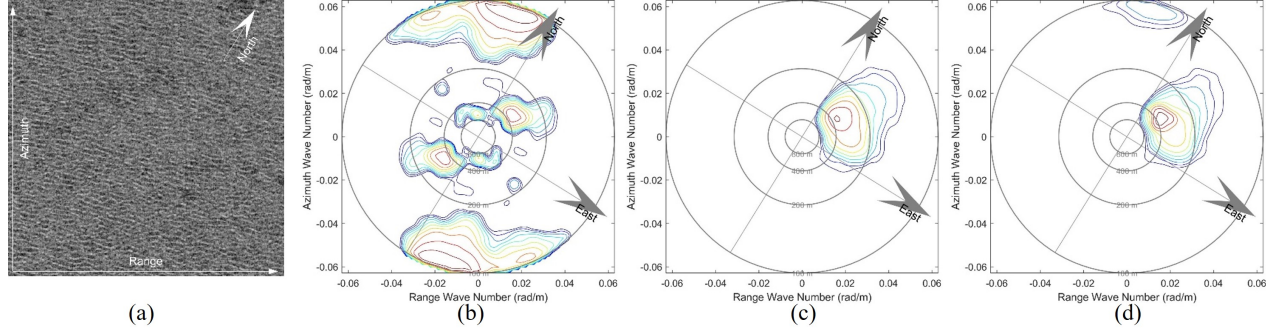 North
Azimuth
Range
(a)
Azimuth Wave Number (rad/m)
0.06
0.04
0.02
0
-0.02
-0.04
-0.06
North
East
600 m
400 m
200 m
100 m
-0.06 -0.04 -0.02 0 0.02 0.04 0.06
Range Wave Number (rad/m)
(b)
Azimuth Wave Number (rad/m)
0.06
0.04
0.02
0
-0.02
-0.04
-0.06
North
East
600 m
400 m
200 m
100 m
-0.06 -0.04 -0.02 0 0.02 0.04 0.06
Range Wave Number (rad/m)
(c)
Azimuth Wave Number (rad/m)
0.06
0.04
0.02
0
-0.02
-0.04
-0.06
North
East
600 m
400 m
200 m
100 m
-0.06 -0.04 -0.02 0 0.02 0.04 0.06
Range Wave Number (rad/m)
(d)